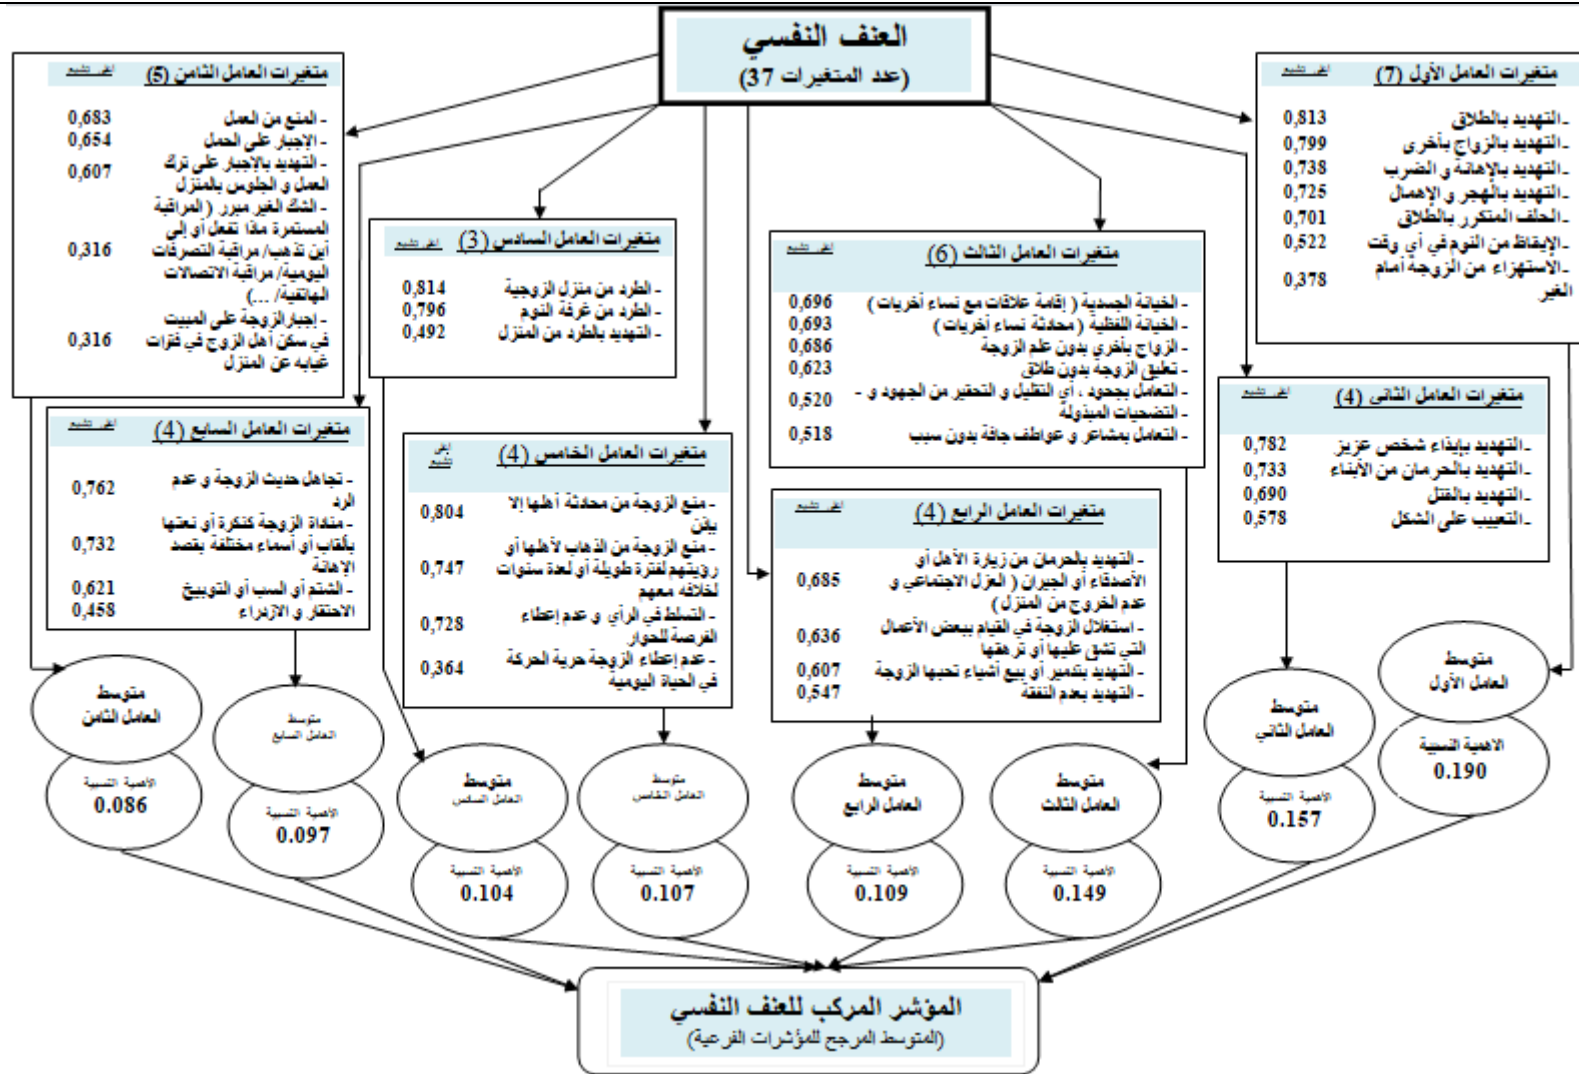 العنف النفسي
(عدد المتغيرات 37)
متغيرات العامل الأول (7)
اعلى تشبع
- التهديد بالطلاق 0,813
- التهديد بالزواج بأخرى 0,799
- التهديد بالإهانة و الضرب 0,738
- التهديد بالهجر و الإهمال 0,725
- الحلف المتكرر بالطلاق 0,701
- الإيقاظ من النوم في أي وقت 0,522
- الاستهزاء من الزوجة أمام 0,378
الغير
متغيرات العامل الثاني (4)
اعلى تشبع
- التهديد بإيذاء شخص عزيز 0,782
- التهديد بالحرمان من الأبناء 0,733
- التهديد بالقتل 0,690
- التعييب على الشكل 0,578
متغيرات العامل الثالث (6)
اعلى تشبع
- الخيانة الجسدية ( إقامة علاقات مع نساء أخريات ) 0,696
- الخيانة اللفظية ( محادثة نساء أخريات ) 0,693
- الزواج بأخرى بدون علم الزوجة 0,686
- تعليق الزوجة بدون طلاق 0,623
- التعامل بجحود ، أي التقليل و التحقير من الجهود و - 0,520
التضحيات المبذولة
- التعامل بمشاعر و عواطف جافة بدون سبب 0,518
متغيرات العامل الرابع (4)
اعلى تشبع
- التهديد بالحرمان من زيارة الأهل أو
الأصدقاء أو الجيران ( العزل الاجتماعي و 0,685
عدم الخروج من المنزل )
- استغلال الزوجة في القيام ببعض الأعمال 0,636
التي تشق عليها أو ترهقها
- التهديد بتدمير أو بيع أشياء تحبها الزوجة 0,607
- التهديد بعدم النفقة 0,547
متغيرات العامل الخامس (4)
اعلى
تشبع
- منع الزوجة من محادثة أهلها إلا 0,804
بإذن
- منع الزوجة من الذهاب لأهلها أو
رؤيتهم لفترة طويلة أو لعدة سنوات 0,747
لخلافه معهم
- التسلط في الرأي و عدم إعطاء 0,728
الفرصة للحوار
- عدم إعطاء الزوجة حرية الحركة 0,364
في الحياة اليومية
متغيرات العامل السادس (3)
اعلى تشبع
- الطرد من منزل الزوجية 0,814
- الطرد من غرفة النوم 0,796
- التهديد بالطرد من المنزل 0,492
متغيرات العامل السابع (4)
اعلى تشبع
- تجاهل حديث الزوجة و عدم 0,762
الرد
- مناداة الزوجة كنكرة أو نعتها
بألقاب أو أسماء مختلفة بقصد 0,732
الإهانة
- الشتم أو السب أو التوبيخ 0,621
الاحتقار و الازدراء 0,458
متغيرات العامل الثامن (5)
اعلى تشبع
- المنع من العمل 0,683
- الإجبار على الحمل 0,654
- التهديد بالإجبار على ترك 0,607
العمل و الجلوس بالمنزل
- الشك الغير مبرر ( المراقبة
المستمرة ماذا تفعل أو إلى
أين تذهب/ مراقبة التصرفات 0,316
اليومية/ مراقبة الاتصالات
الهاتفية/ ...)
- إجبار الزوجة على المبيت
في سكن أهل الزوج في فترات 0,316
غيابه عن المنزل
متوسط
العامل الأول
الاهمية النسبية
0.190
متوسط
العامل الثاني
الأهمية النسبية
0.157
متوسط
العامل الثالث
الأهمية النسبية
0.149
متوسط
العامل الرابع
الأهمية النسبية
0.109
متوسط
العامل الخامس
الأهمية النسبية
0.107
متوسط
العامل السادس
الأهمية النسبية
0.104
متوسط
العامل السابع
الأهمية النسبية
0.097
متوسط
العامل الثامن
الأهمية النسبية
0.086
المؤشر المركب للعنف النفسي
(المتوسط المرجح للمؤشرات الفرعية)